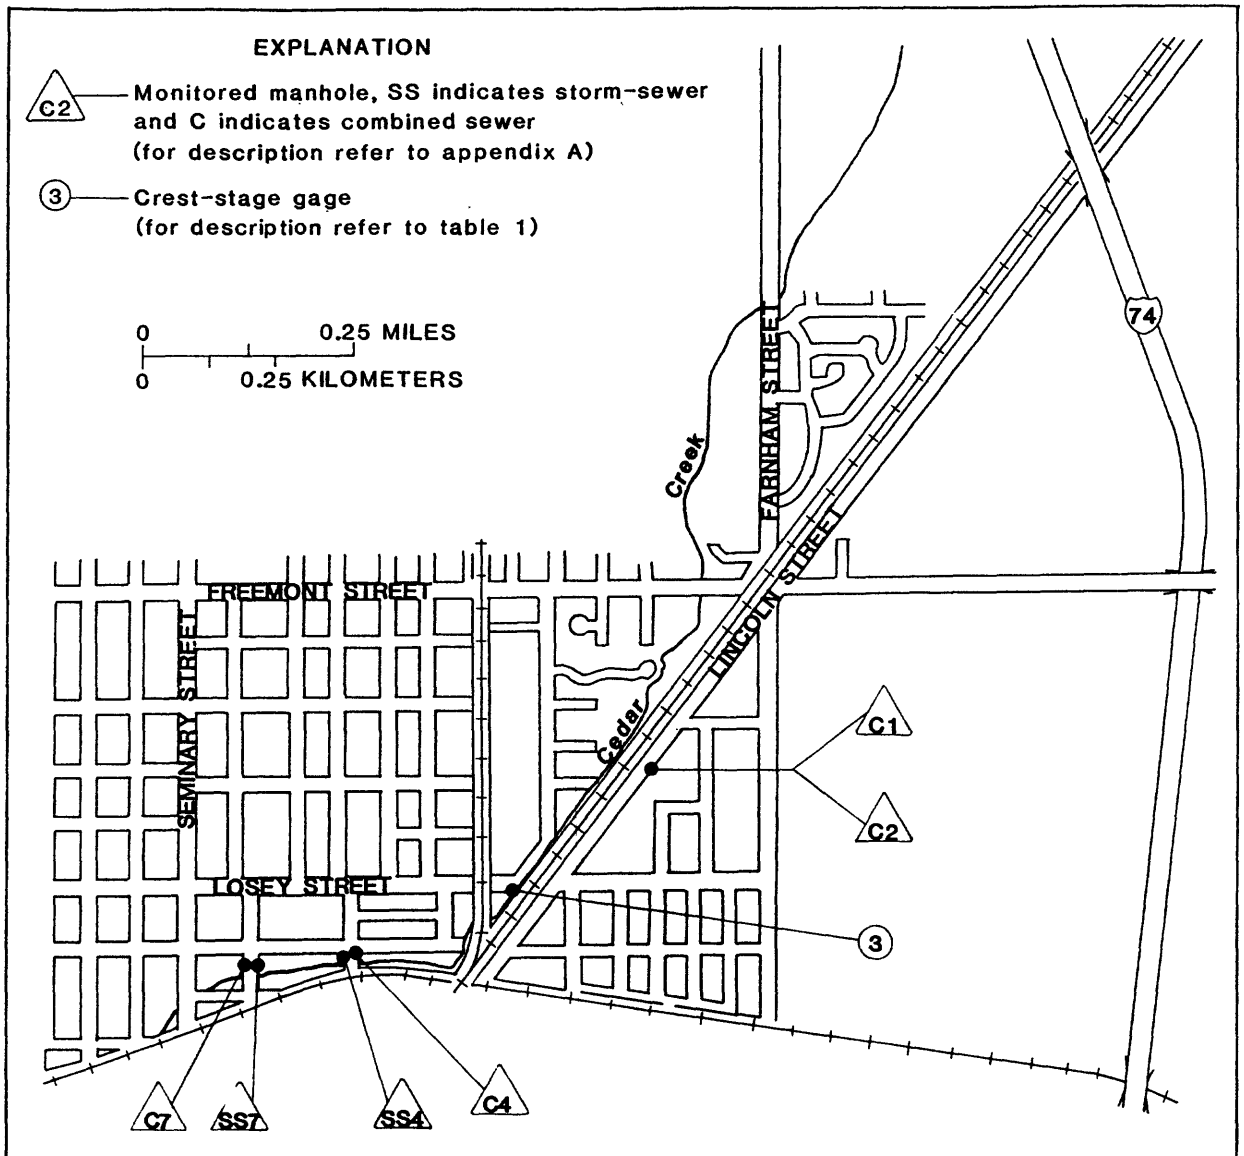 EXPLANATION
C2
Monitored manhole, SS indicates storm-sewer
and C indicates combined sewer
(for description refer to appendix A)
3
Crest-stage gage
(for description refer to table 1)
0 0.25 MILES
0 0.25 KILOMETERS
74
FARNHAM STREET
Creek
LINCOLN STREET
FREEMONT STREET
SEMINARY STREET
Cedar
C1
C2
LOSEY STREET
3
C7
SS7
SS4
C4